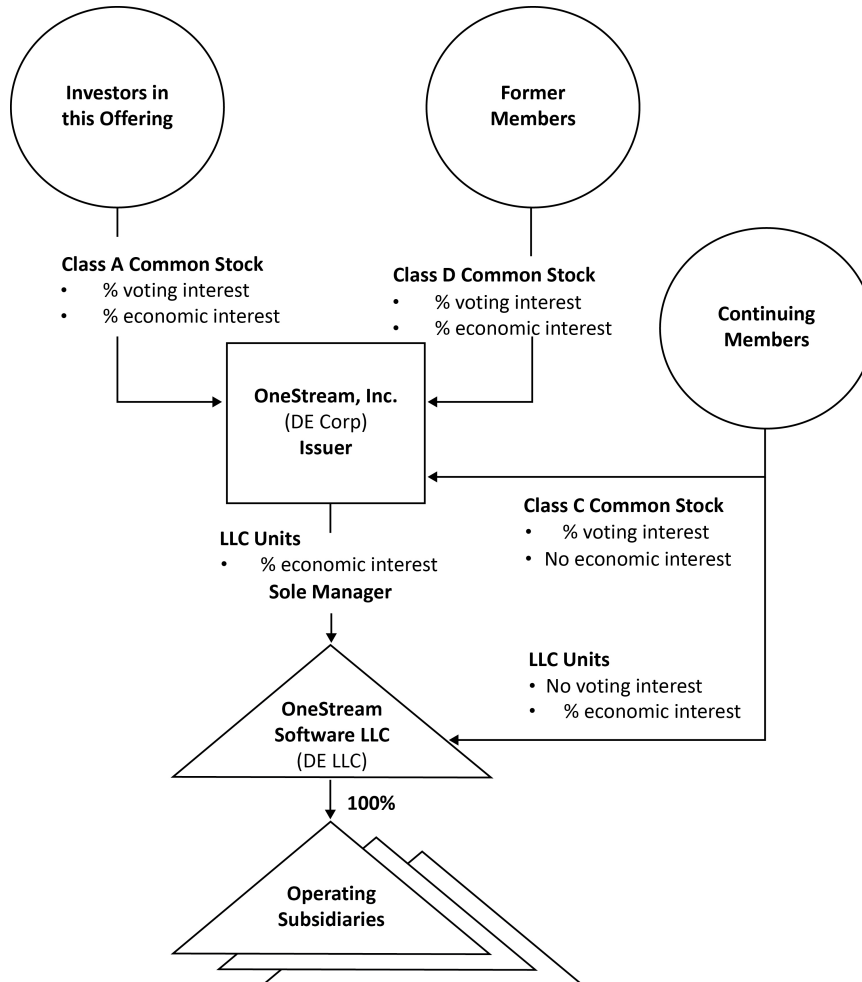 Investors in
this Offering
Former
Members
Class A Common Stock
• % voting interest
• % economic interest
Class D Common Stock
• % voting interest
• % economic interest
Continuing
Members
OneStream, Inc.
(DE Corp)
Issuer
Class C Common Stock
• % voting interest
• No economic interest
LLC Units
• % economic interest
Sole Manager
LLC Units
• No voting interest
• % economic interest
OneStream
Software LLC
(DE LLC)
100%
Operating
Subsidiaries